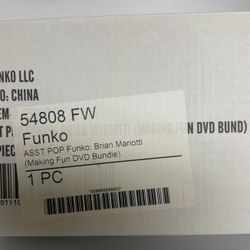 NKO LLC
O: CHINA
EM-
54808 FW
Funko
ASST POP Funko: Brian Mariotti
(Making Fun DVD Bundle)
1 PC
BRIAN MARIOTTI (MAKING FUN DVD BUND)
PIECE